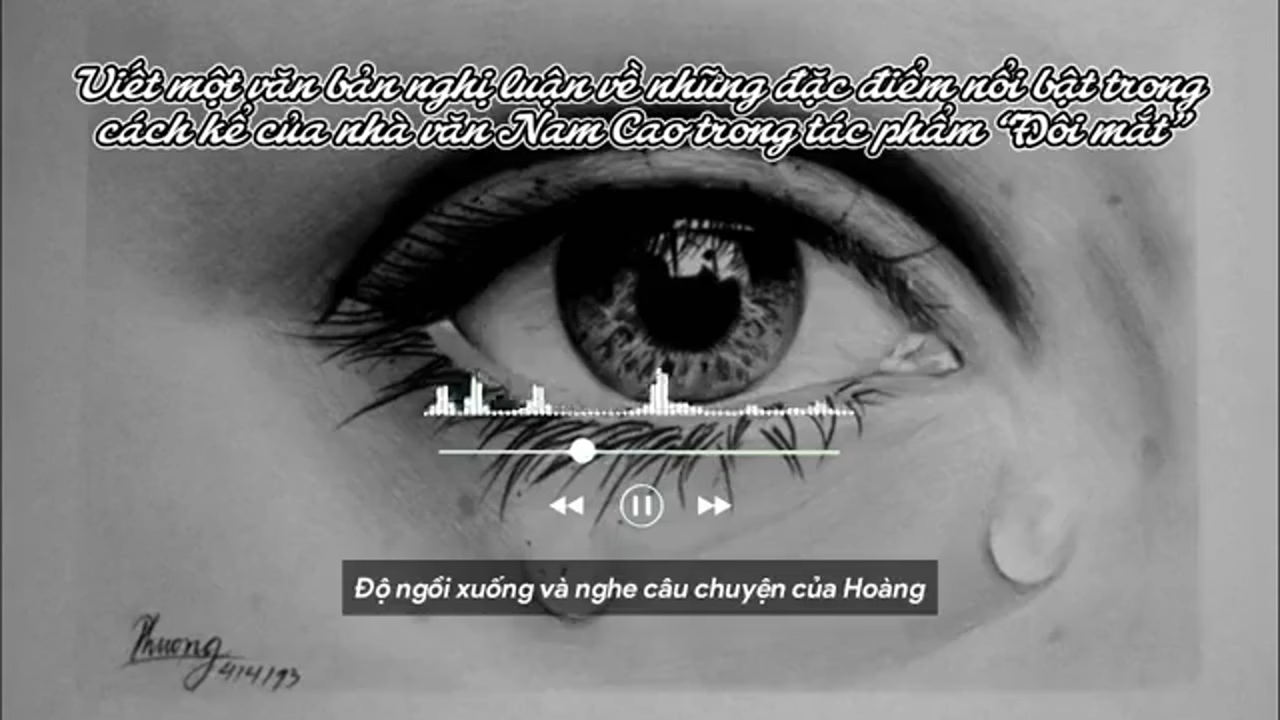 Viết một văn bản nghị luận về những đặc điểm nổi bật trong
cách kể của nhà văn Nam Cao trong tác phẩm “Đôi mắt”
Độ ngồi xuống và nghe câu chuyện của Hoàng
Phuong
4/4/93